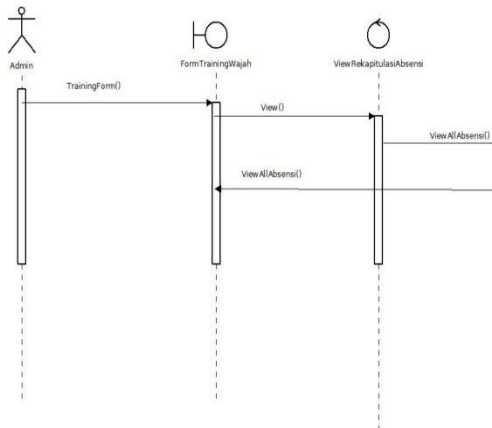 Admin
FormTrainingWajah
ViewRekapitulasiAbsensi
TrainingForm()
View()
ViewAllAbsensi()
ViewAllAbsensi()